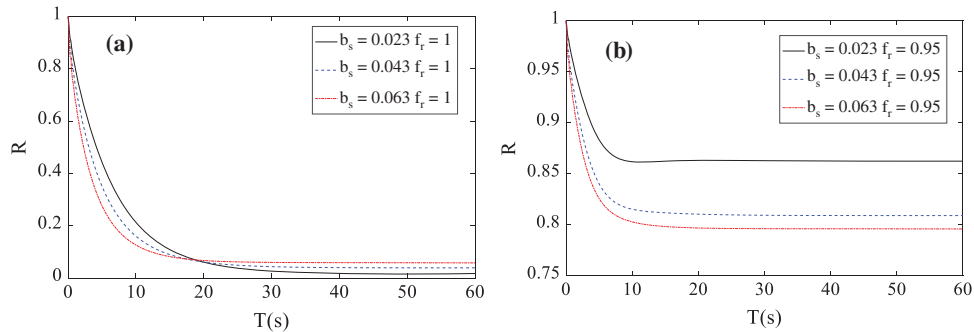 (a)
b_s = 0.023 f_r = 1
b_s = 0.043 f_r = 1
b_s = 0.063 f_r = 1
1
0.8
0.6
0.4
0.2
0
R
0 10 20 30 40 50 60
T(s)
(b)
b_s = 0.023 f_r = 0.95
b_s = 0.043 f_r = 0.95
b_s = 0.063 f_r = 0.95
1
0.95
0.9
0.85
0.8
0.75
R
0 10 20 30 40 50 60
T(s)